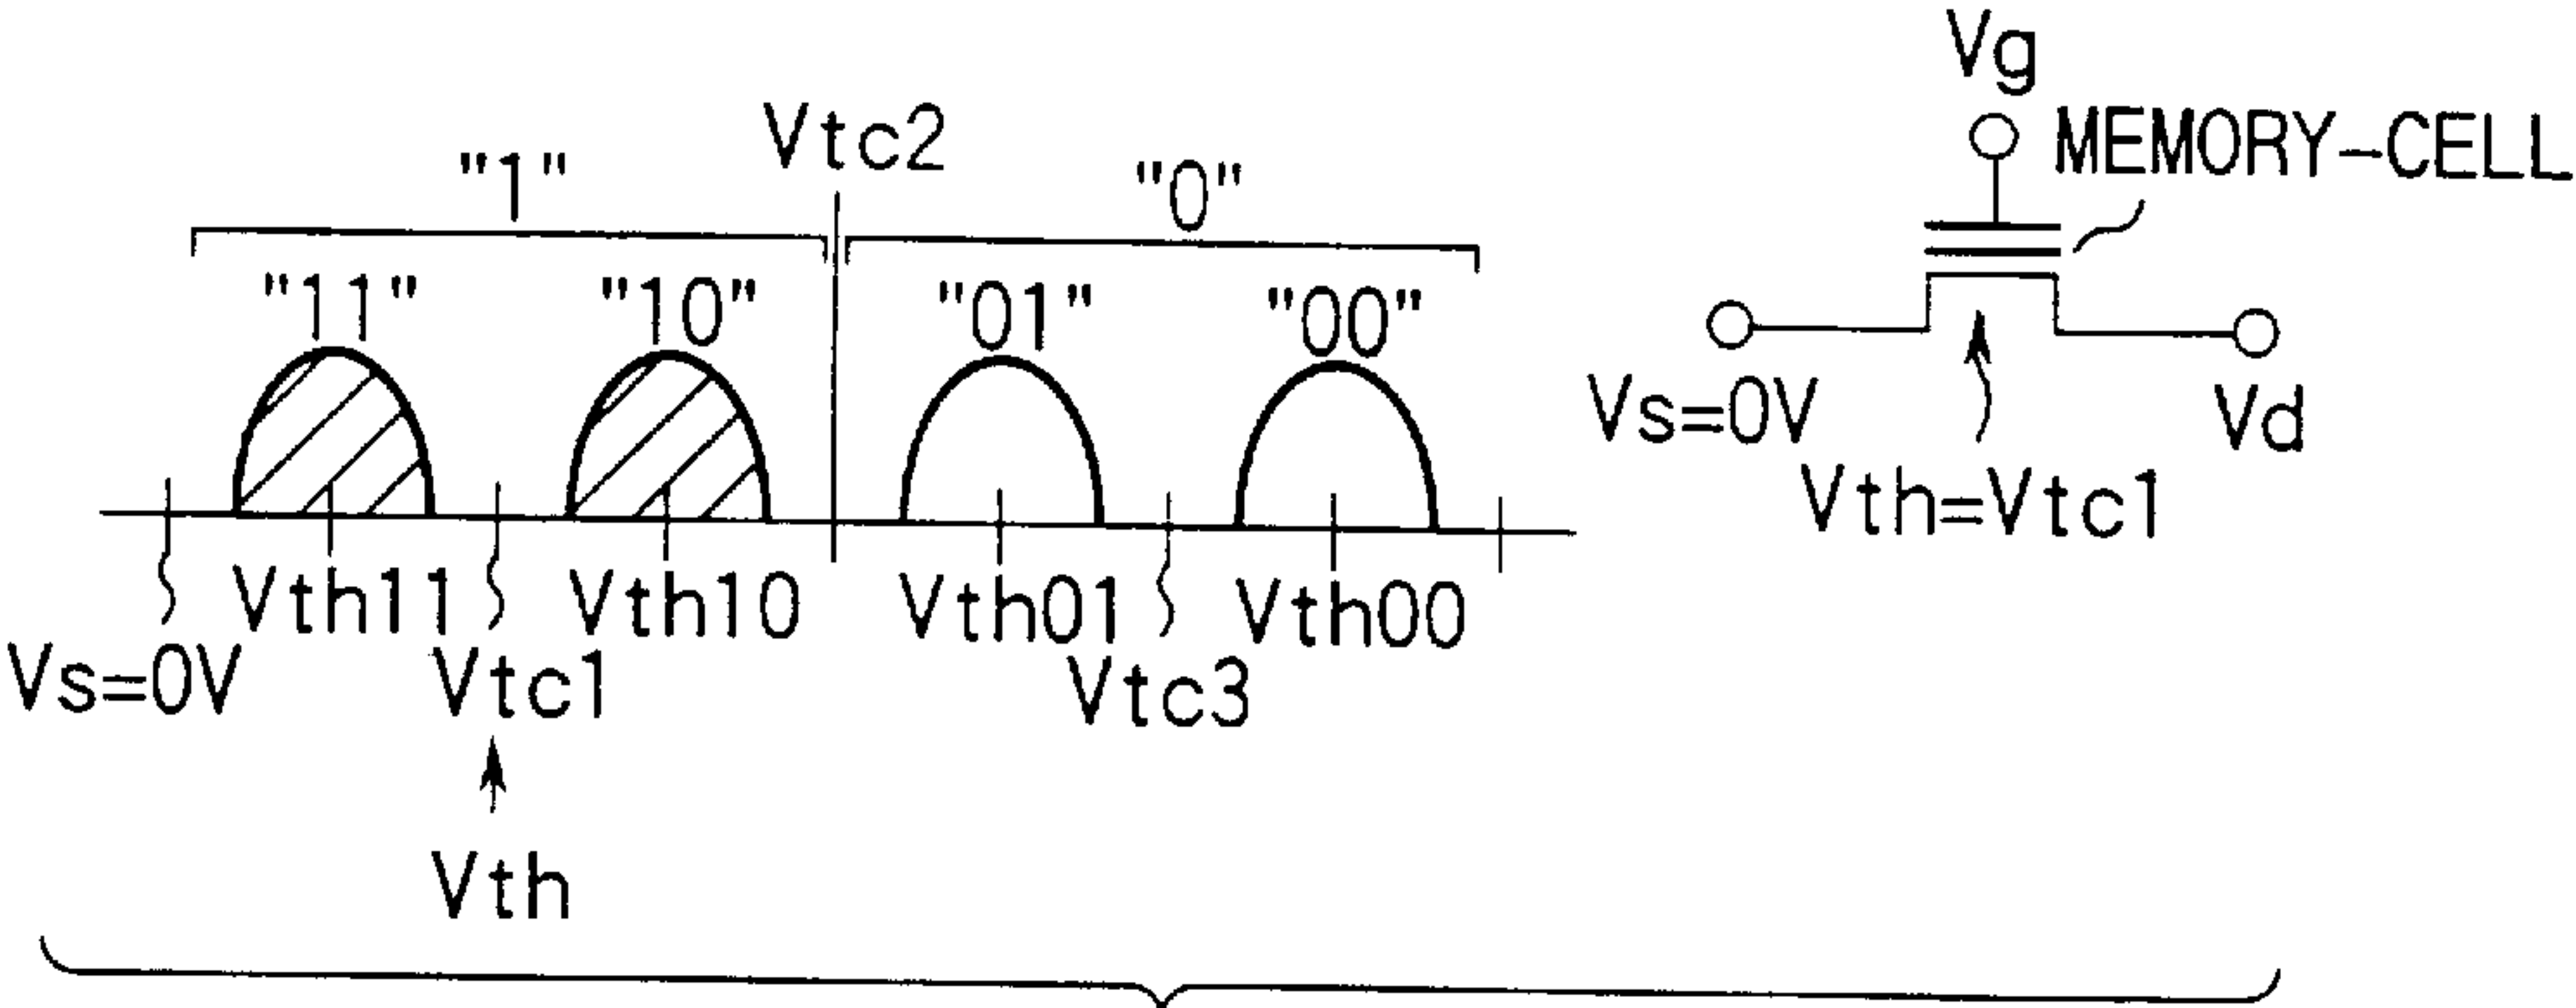 Vtc2
"1"
"0"
"11"
"10"
"01"
"00"
Vth11
Vth10
Vth01
Vth00
Vs=0V
Vtc1
Vtc3
Vth
Vg
MEMORY-CELL
Vs=0V
Vd
Vth=Vtc1